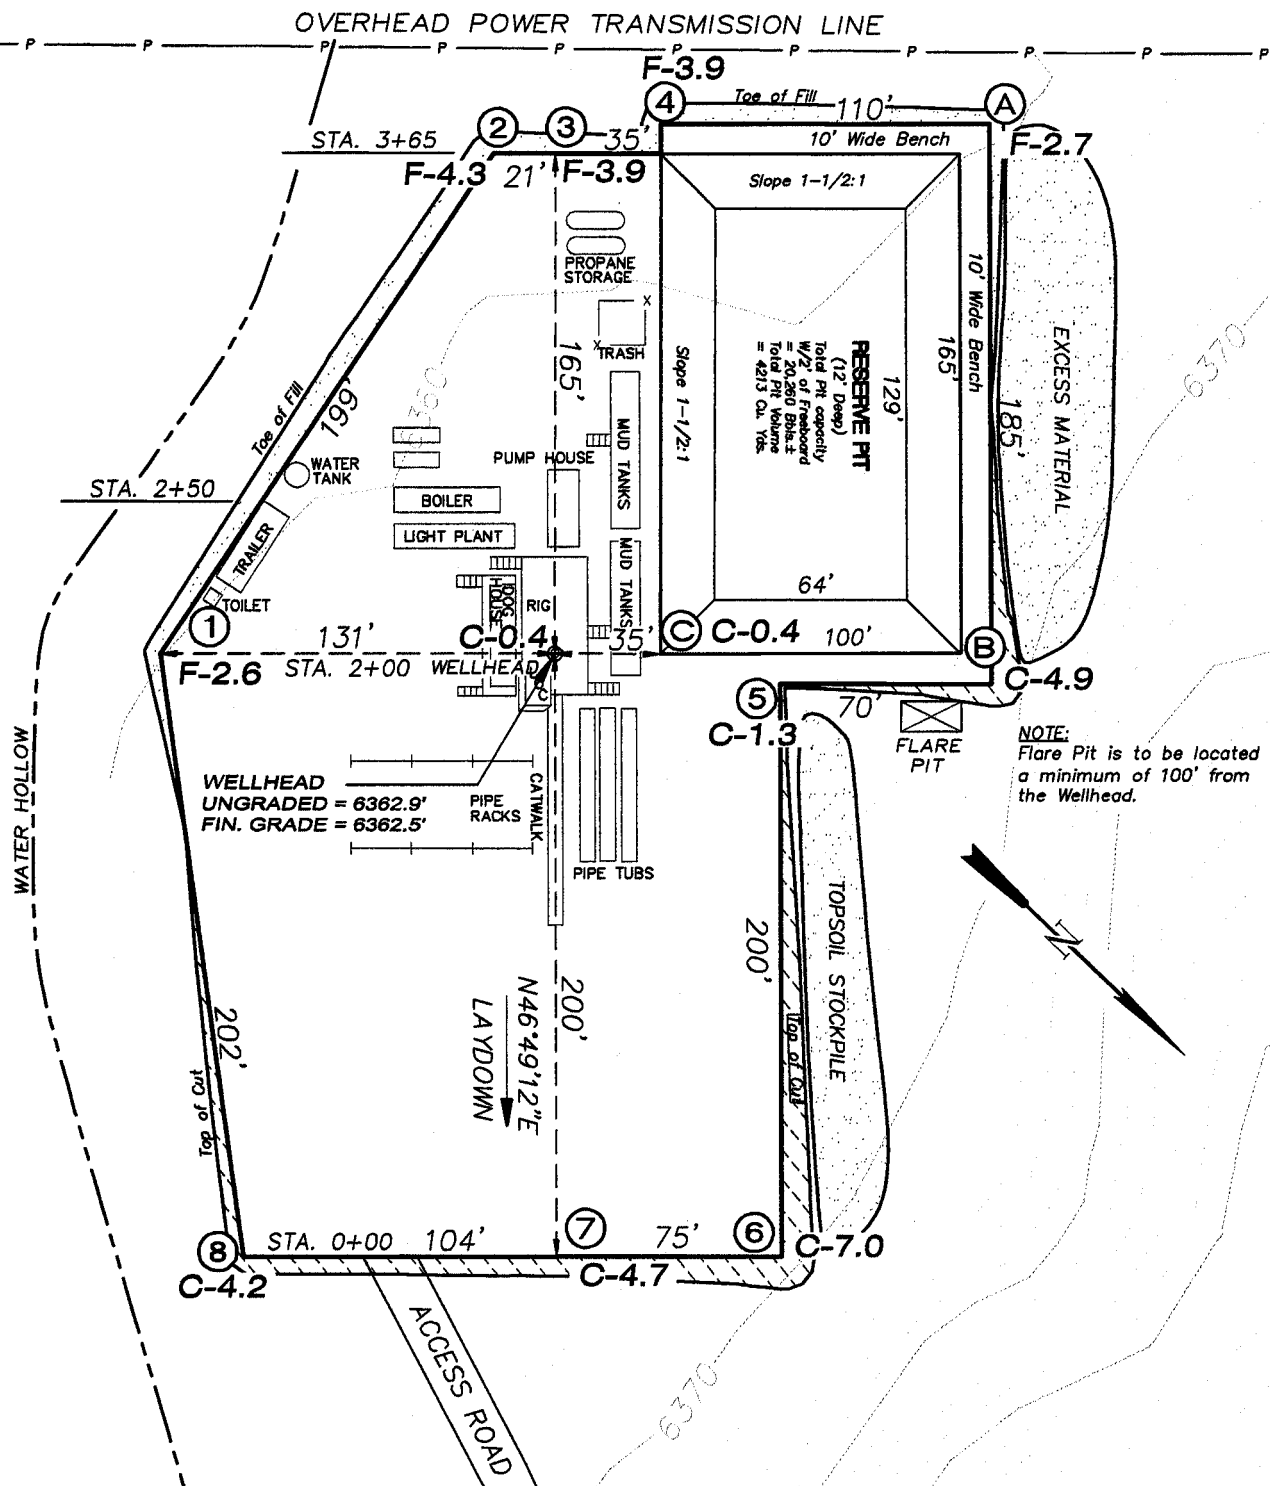 OVERHEAD POWER TRANSMISSION LINE
P P P P P P P P P P P P
F-3.9
4
Toe of Fill
110'
A
2
3
35'
10' Wide Bench
STA. 3+65
F-2.7
F-4.3
21'
F-3.9
Slope 1-1/2:1
PROPANE
STORAGE
X
X
TRASH
165'
Toe of Fill
199'
6360
Slope 1-1/2:1
RESERVE PIT
(12' Deep)
Total Pit capacity
W/2' of Freeboard
= 20,260 Bbls.±
Total Pit Volume
= 4213 Cu. Yds.
129'
165'
10' Wide Bench
185'
EXCESS MATERIAL
6370
WATER
TANK
PUMP HOUSE
MUD TANKS
STA. 2+50
BOILER
LIGHT PLANT
TRAILER
MUD TANKS
DOG
HOUSE
RIG
64'
TOILET
1
131'
C-0.4
35'
C
C-0.4
100'
B
F-2.6
STA. 2+00
WELLHEAD
C-4.9
5
70'
C-1.3
FLARE
PIT
NOTE:
Flare Pit is to be located
a minimum of 100' from
the Wellhead.
WELLHEAD
UNGRADED = 6362.9'
FIN. GRADE = 6362.5'
PIPE
RACKS
CATWALK
PIPE TUBS
WATER HOLLOW
N
TOPSOIL STOCKPILE
200'
200'
N46°49'12"E
LAYDOWN
202'
Top of Cut
Top of Cut
8
STA. 0+00
104'
7
75'
6
C-4.2
C-4.7
C-7.0
ACCESS ROAD
6370